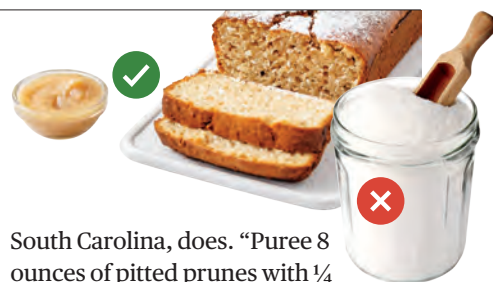 South Carolina, does. “Puree 8
ounces of pitted prunes with ¼